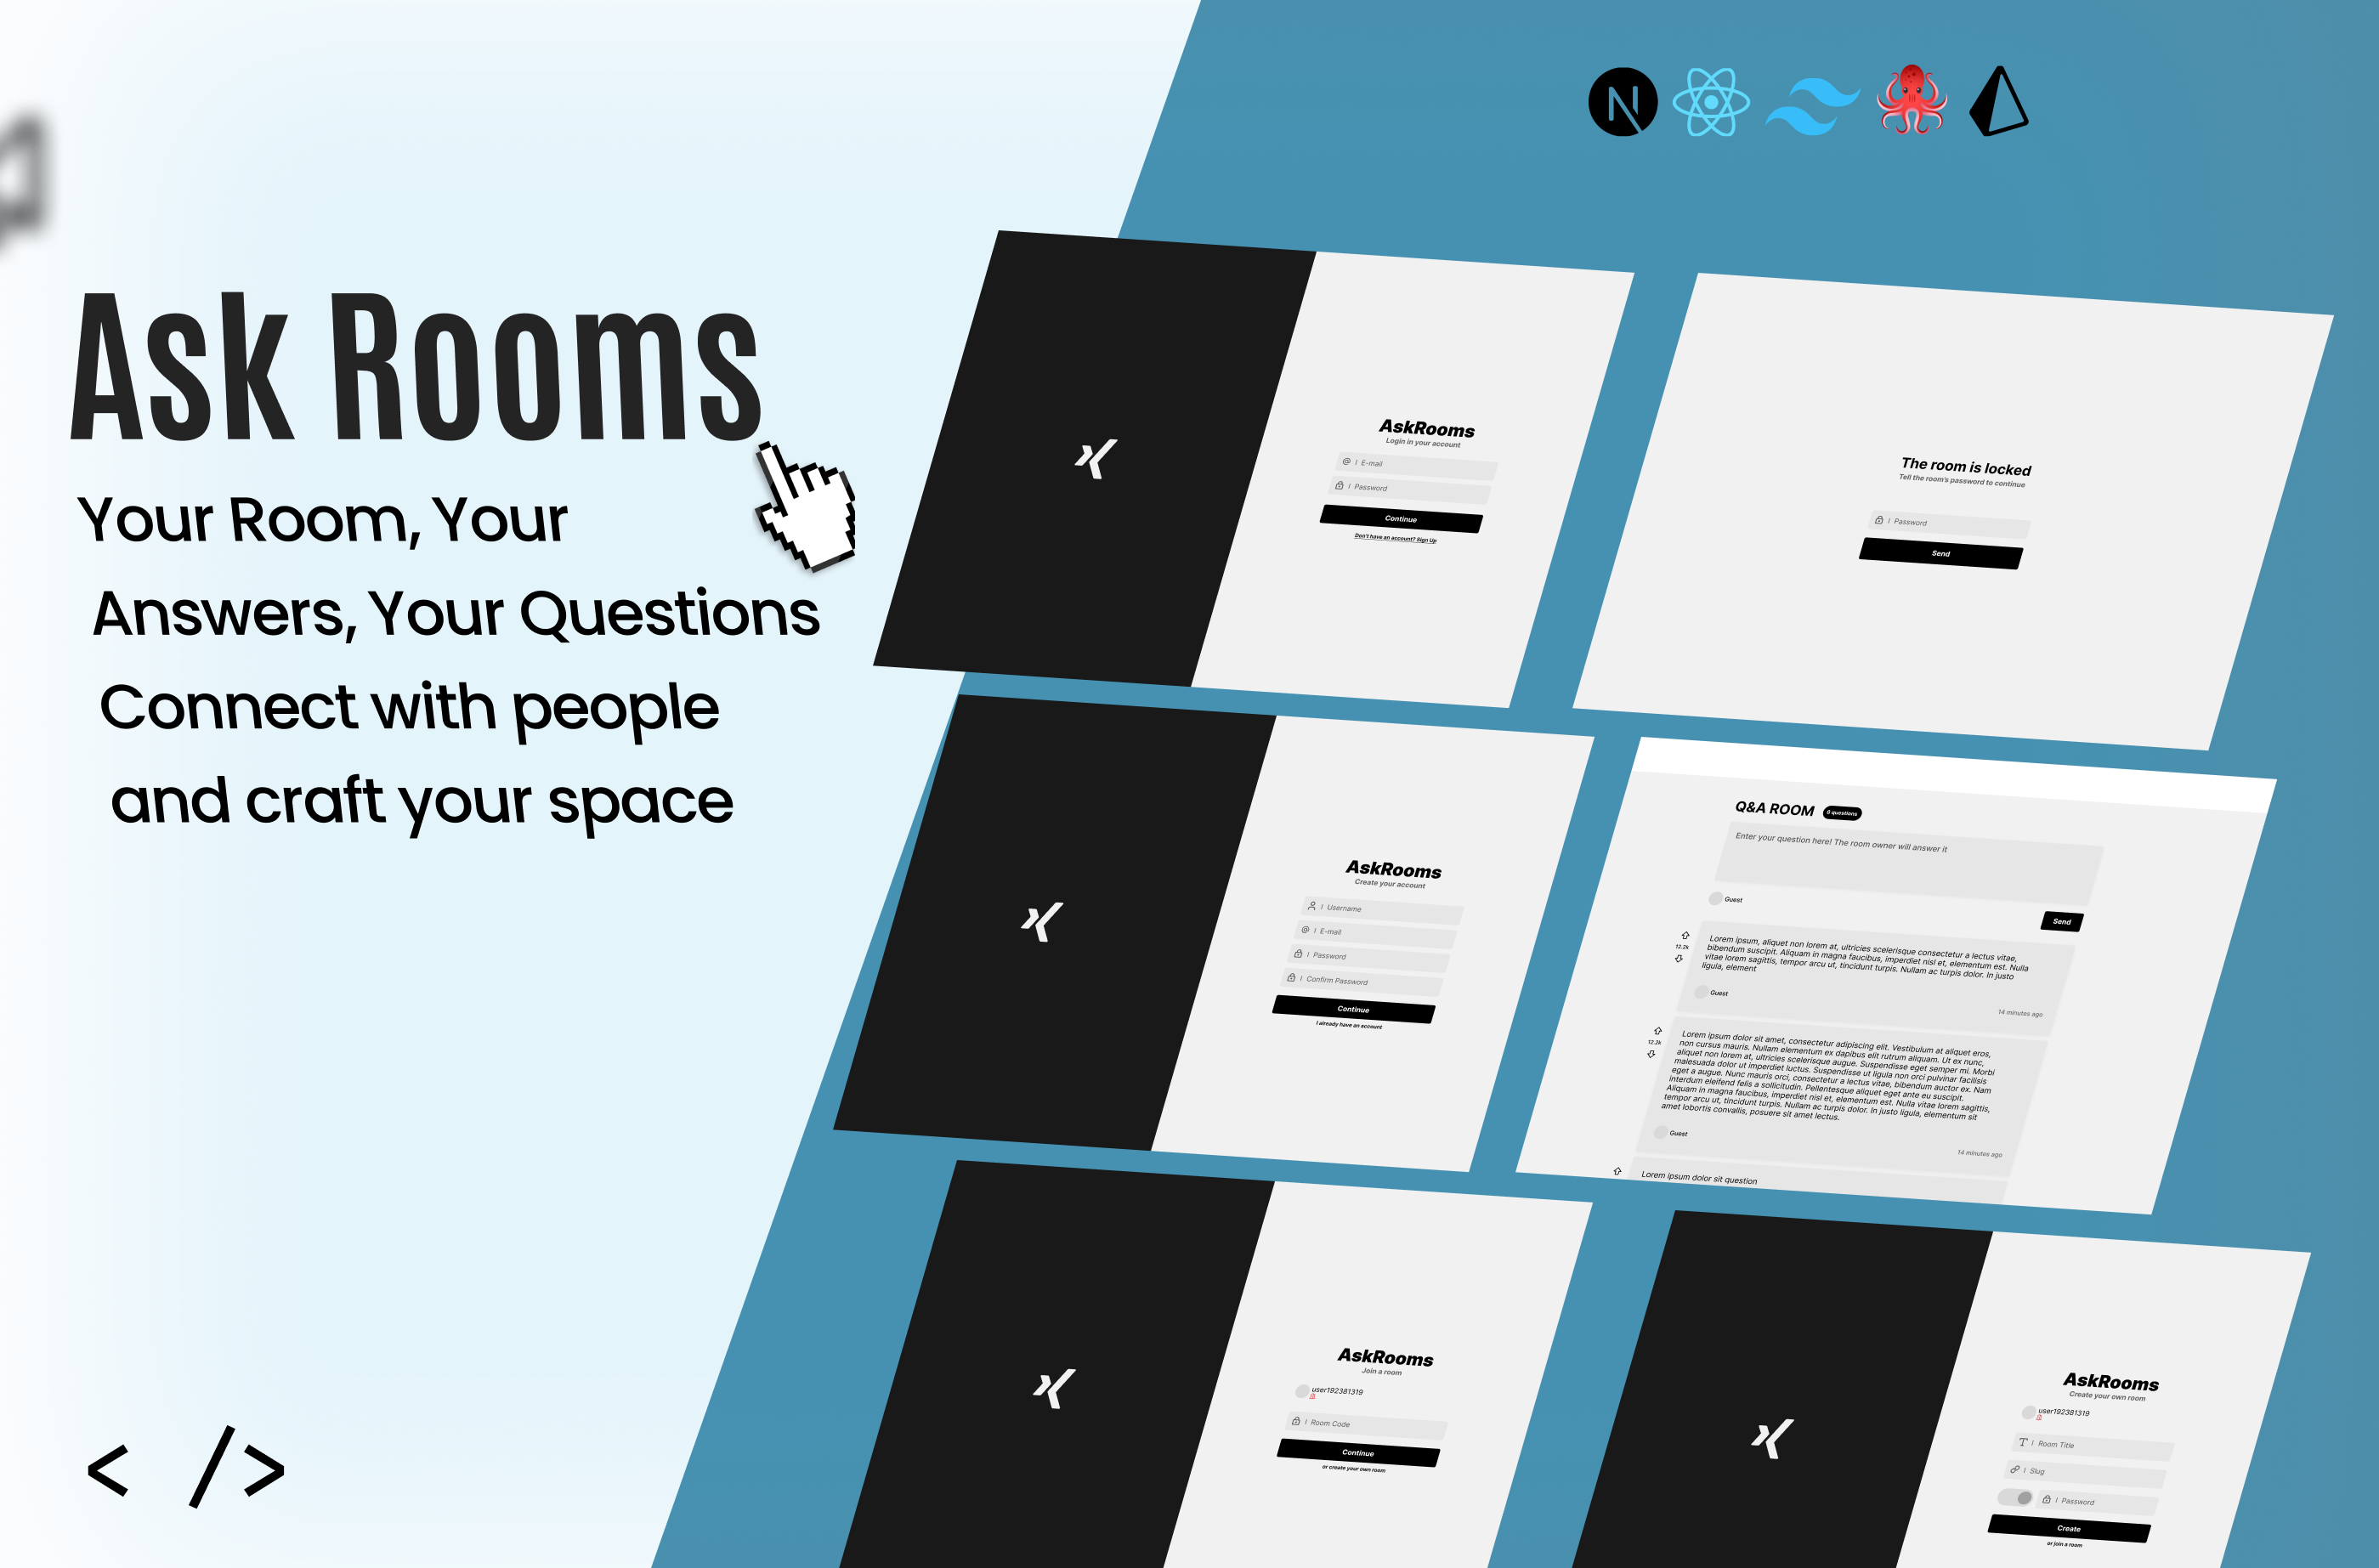 Ask Rooms
Your Room, Your
Answers, Your Questions
Connect with people
and craft your space
< />
AskRooms
Login in your account
@ | E-mail
| Password
Continue
Don't have an account? Sign Up
The room is locked
Tell the room's password to continue
| Password
Send
AskRooms
Create your account
| Username
@ | E-mail
| Password
| Confirm Password
Continue
I already have an account
Q&A ROOM
questions
Enter your question here! The room owner will answer it
Guest
Send
12.2k
Lorem ipsum, aliquet non lorem at, ultricies scelerisque consectetur a lectus vitae,
bibendum suscipit. Aliquam in magna faucibus, imperdiet nisl et, elementum est. Nulla
vitae lorem sagittis, tempor arcu ut, tincidunt turpis. Nullam ac turpis dolor. In justo
ligula, element
Guest
14 minutes ago
12.2k
Lorem ipsum dolor sit amet, consectetur adipiscing elit. Vestibulum at aliquet eros,
non cursus mauris. Nullam elementum ex dapibus elit rutrum aliquam. Ut ex nunc,
aliquet non lorem at, ultricies scelerisque augue. Suspendisse eget semper mi. Morbi
malesuada dolor ut imperdiet luctus. Suspendisse ut ligula non orci pulvinar facilisis
eget a augue. Nunc mauris orci, consectetur a lectus vitae, bibendum auctor ex. Nam
interdum eleifend felis a sollicitudin. Pellentesque aliquet eget ante eu suscipit.
Aliquam in magna faucibus, imperdiet nisl et, elementum est. Nulla vitae lorem sagittis,
tempor arcu ut, tincidunt turpis. Nullam ac turpis dolor. In justo ligula, elementum sit
amet lobortis convallis, posuere sit amet lectus.
Guest
14 minutes ago
Lorem ipsum dolor sit question
AskRooms
Join a room
user192381319
| Room Code
Continue
or create your own room
AskRooms
Create your own room
user192381319
T | Room Title
| Slug
| Password
Create
or join a room